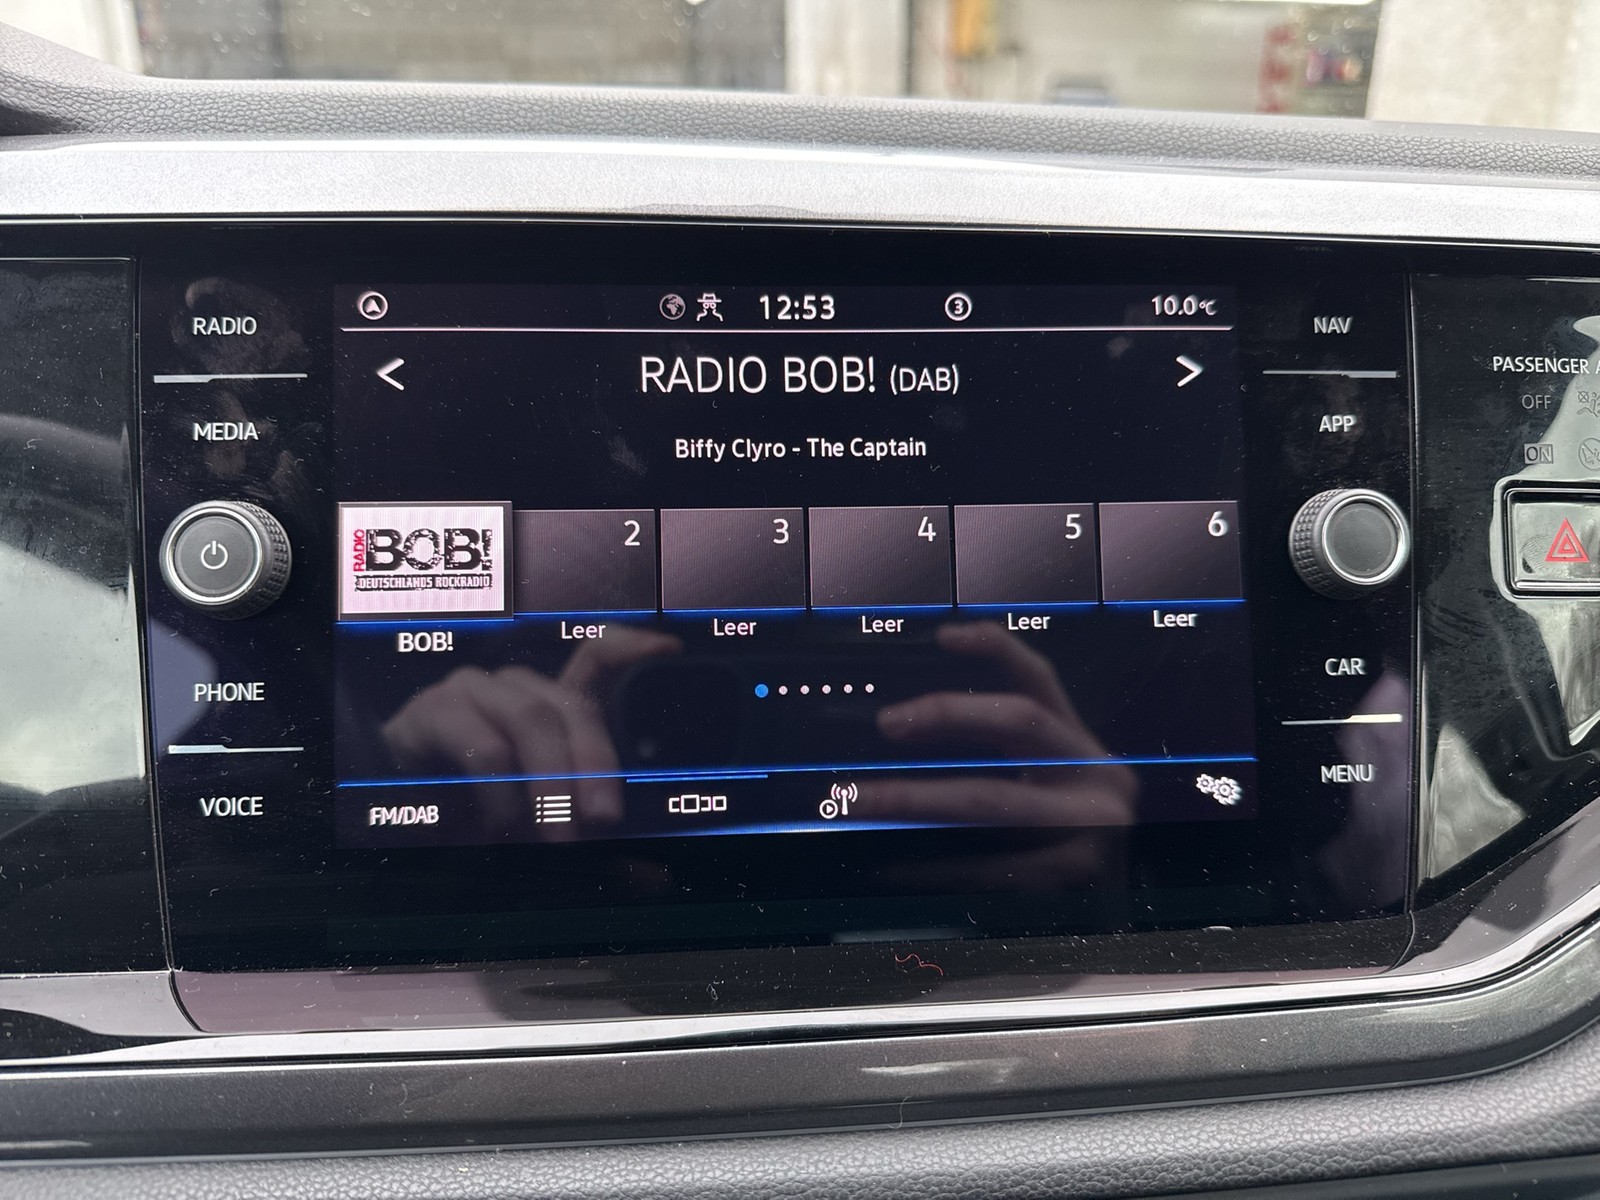 12:53
3
10.0°C
RADIO
MEDIA
PHONE
VOICE
RADIO BOB! (DAB)
Biffy Clyro - The Captain
RADIO
BOB!
DEUTSCHLANDS ROCKRADIO
2
3
4
5
6
BOB!
Leer
Leer
Leer
Leer
Leer
FM/DAB
NAV
APP
CAR
MENU
PASSENGER A
OFF
ON